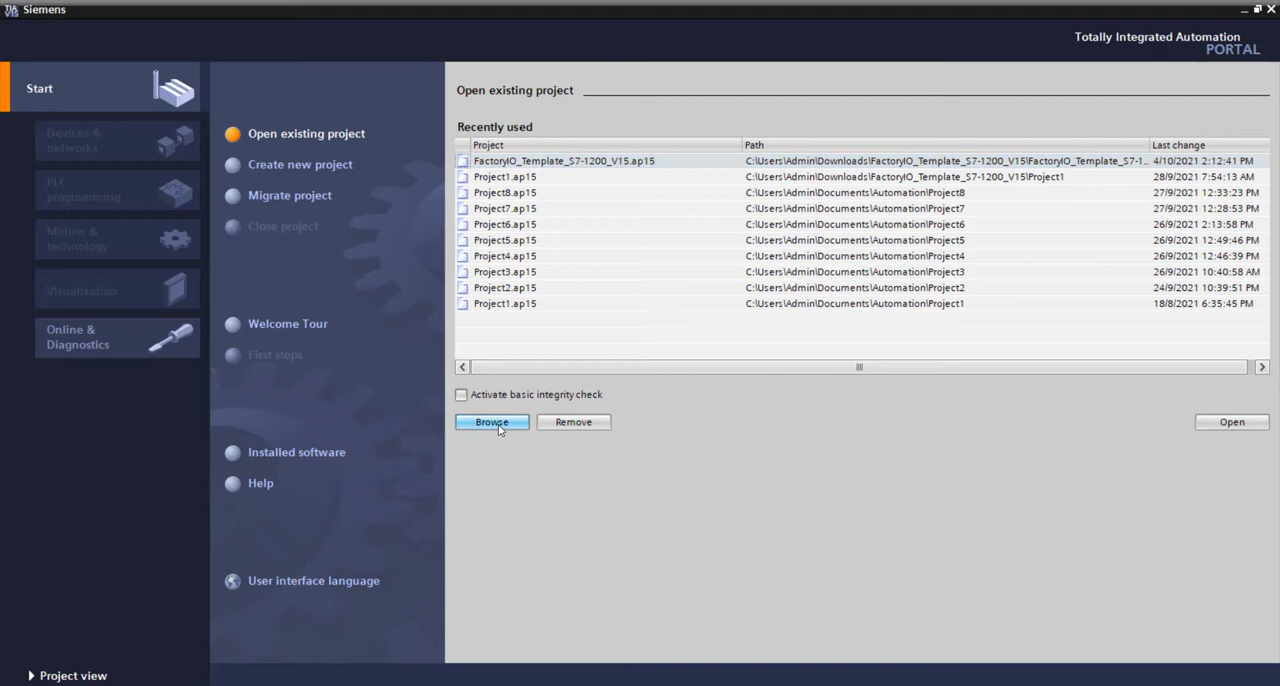 TIA
V15
Siemens
Totally Integrated Automation
PORTAL
Start
Devices &
networks
PLC
programming
Motion &
technology
Visualization
Online &
Diagnostics
Project view
Open existing project
Create new project
Migrate project
Close project
Welcome Tour
First steps
Installed software
Help
User interface language
Open existing project
Recently used
Project Path Last change
FactoryIO_Template_S7-1200_V15.ap15 C:\Users\Admin\Downloads\FactoryIO_Template_S7-1200_V15\FactoryIO_Template_S7-1... 4/10/2021 2:12:41 PM
Project1.ap15 C:\Users\Admin\Downloads\FactoryIO_Template_S7-1200_V15\Project1 28/9/2021 7:54:13 AM
Project8.ap15 C:\Users\Admin\Documents\Automation\Project8 27/9/2021 12:33:23 PM
Project7.ap15 C:\Users\Admin\Documents\Automation\Project7 27/9/2021 12:28:53 PM
Project6.ap15 C:\Users\Admin\Documents\Automation\Project6 26/9/2021 2:13:58 PM
Project5.ap15 C:\Users\Admin\Documents\Automation\Project5 26/9/2021 12:49:46 PM
Project4.ap15 C:\Users\Admin\Documents\Automation\Project4 26/9/2021 12:46:39 PM
Project3.ap15 C:\Users\Admin\Documents\Automation\Project3 26/9/2021 10:40:58 AM
Project2.ap15 C:\Users\Admin\Documents\Automation\Project2 24/9/2021 10:39:51 PM
Project1.ap15 C:\Users\Admin\Documents\Automation\Project1 18/8/2021 6:35:45 PM
Activate basic integrity check
Browse Remove Open